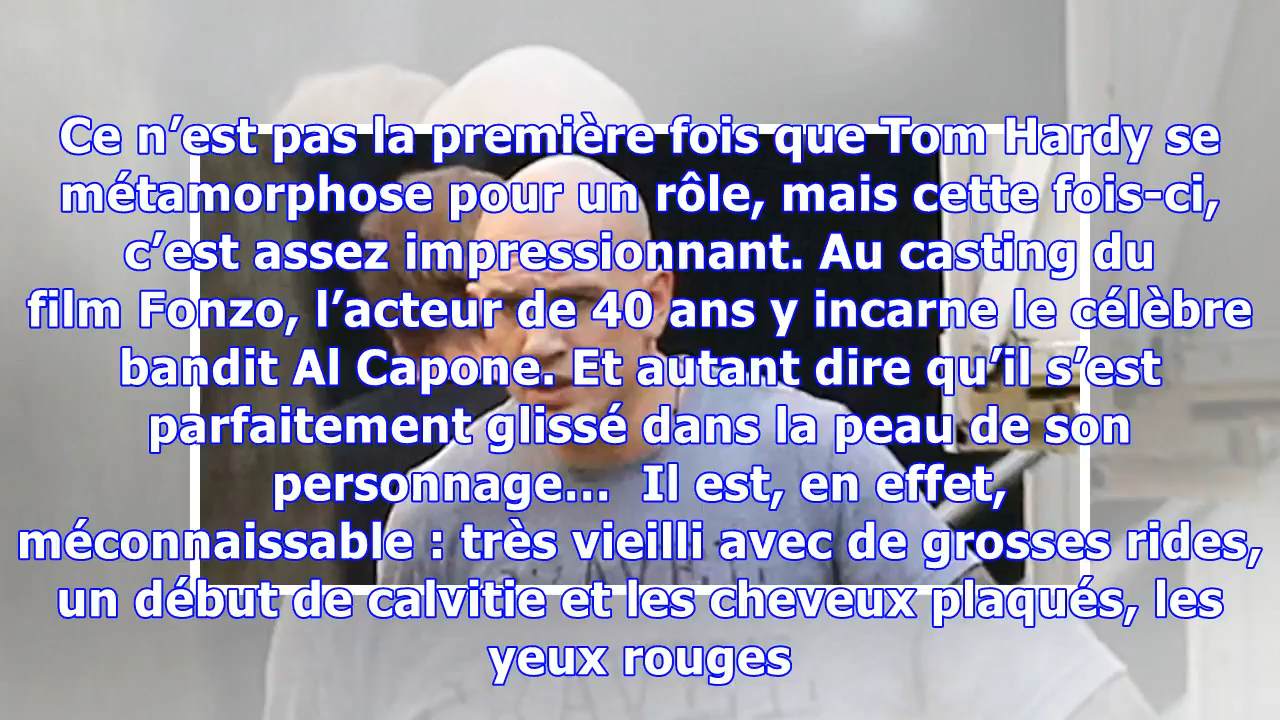 Ce n’est pas la première fois que Tom Hardy se
métamorphose pour un rôle, mais cette fois-ci,
c’est assez impressionnant. Au casting du
film Fonzo, l’acteur de 40 ans y incarne le célèbre
bandit Al Capone. Et autant dire qu’il s’est
parfaitement glissé dans la peau de son
personnage…  Il est, en effet,
méconnaissable : très vieilli avec de grosses rides,
un début de calvitie et les cheveux plaqués, les
yeux rouges